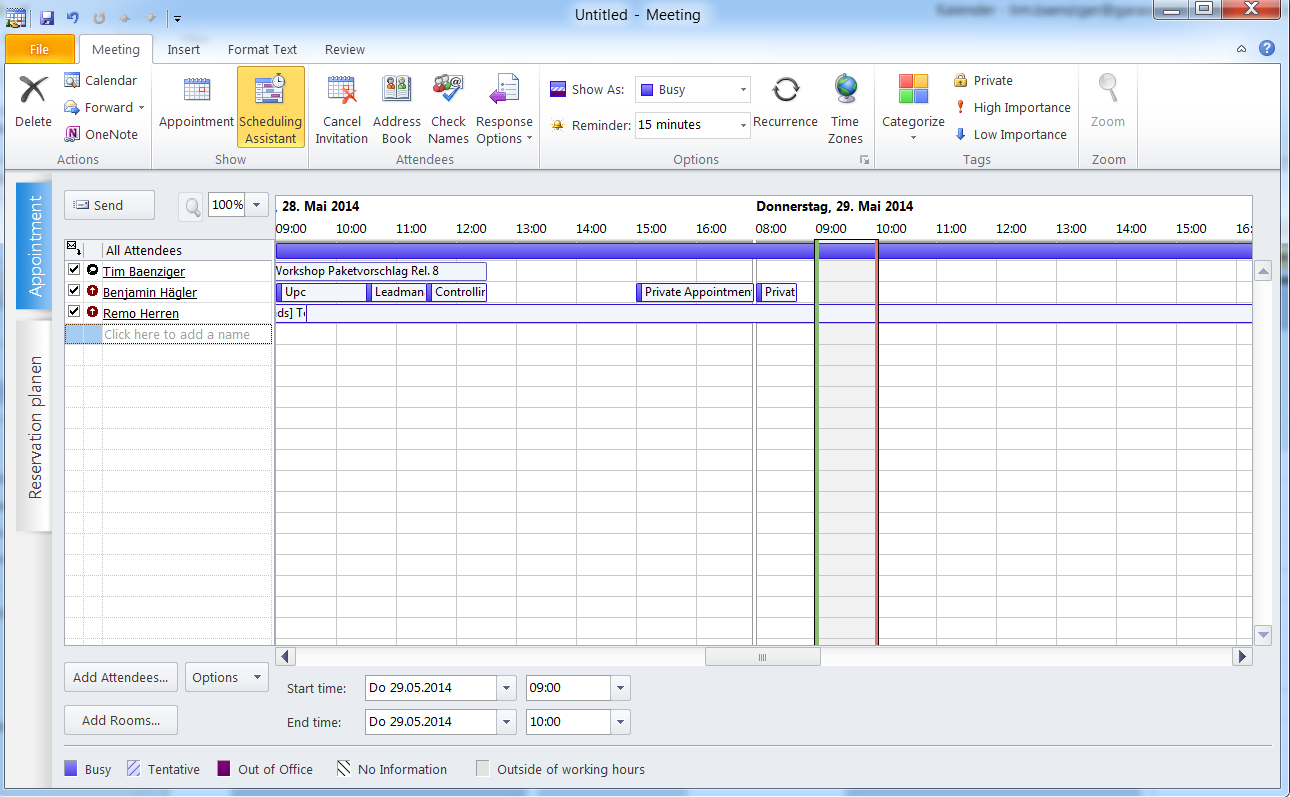 Untitled - Meeting
File
Meeting
Insert
Format Text
Review
Delete
Calendar
Forward
OneNote
Actions
Appointment
Scheduling Assistant
Show
Cancel Invitation
Address Book
Check Names
Response Options
Attendees
Show As:
Busy
Reminder:
15 minutes
Recurrence
Time Zones
Options
Categorize
Private
High Importance
Low Importance
Tags
Zoom
Zoom
Appointment
Reservation planen
Send
100%
, 28. Mai 2014
Donnerstag, 29. Mai 2014
09:00 10:00 11:00 12:00 13:00 14:00 15:00 16:00 08:00 09:00 10:00 11:00 12:00 13:00 14:00 15:00 16:
All Attendees
Tim Baenziger
Workshop Paketvorschlag Rel. 8
Benjamin Hägler
Upc
Leadman
Controllin
Private Appointment
Privat
Remo Herren
ds] Te
Click here to add a name
Add Attendees...
Options
Add Rooms...
Start time:
Do 29.05.2014
09:00
End time:
Do 29.05.2014
10:00
Busy
Tentative
Out of Office
No Information
Outside of working hours